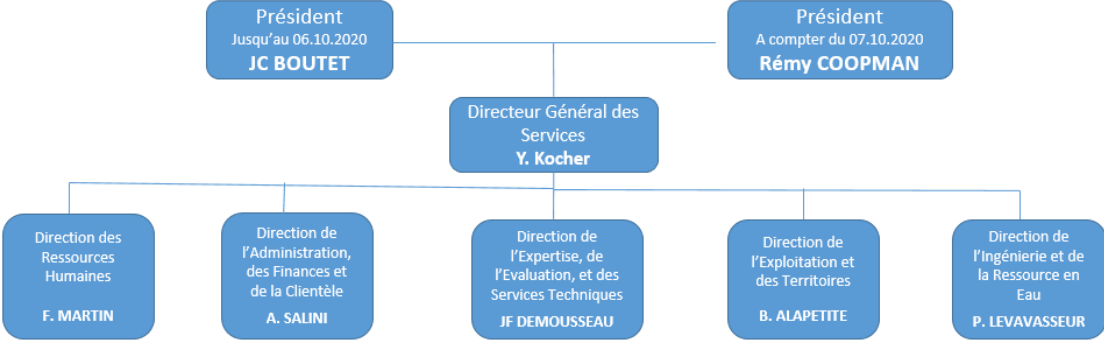 Président
Jusqu'au 06.10.2020
JC BOUTET
Président
A compter du 07.10.2020
Rémy COOPMAN
Directeur Général des
Services
Y. Kocher
Direction des
Ressources
Humaines
F. MARTIN
Direction de
l'Administration,
des Finances et
de la Clientèle
A. SALINI
Direction de
l'Expertise, de
l'Evaluation, et des
Services Techniques
JF DEMOUSSEAU
Direction de
l'Exploitation et
des Territoires
B. ALAPETITE
Direction de
l'Ingénierie et de
la Ressource en
Eau
P. LEVAVASSEUR